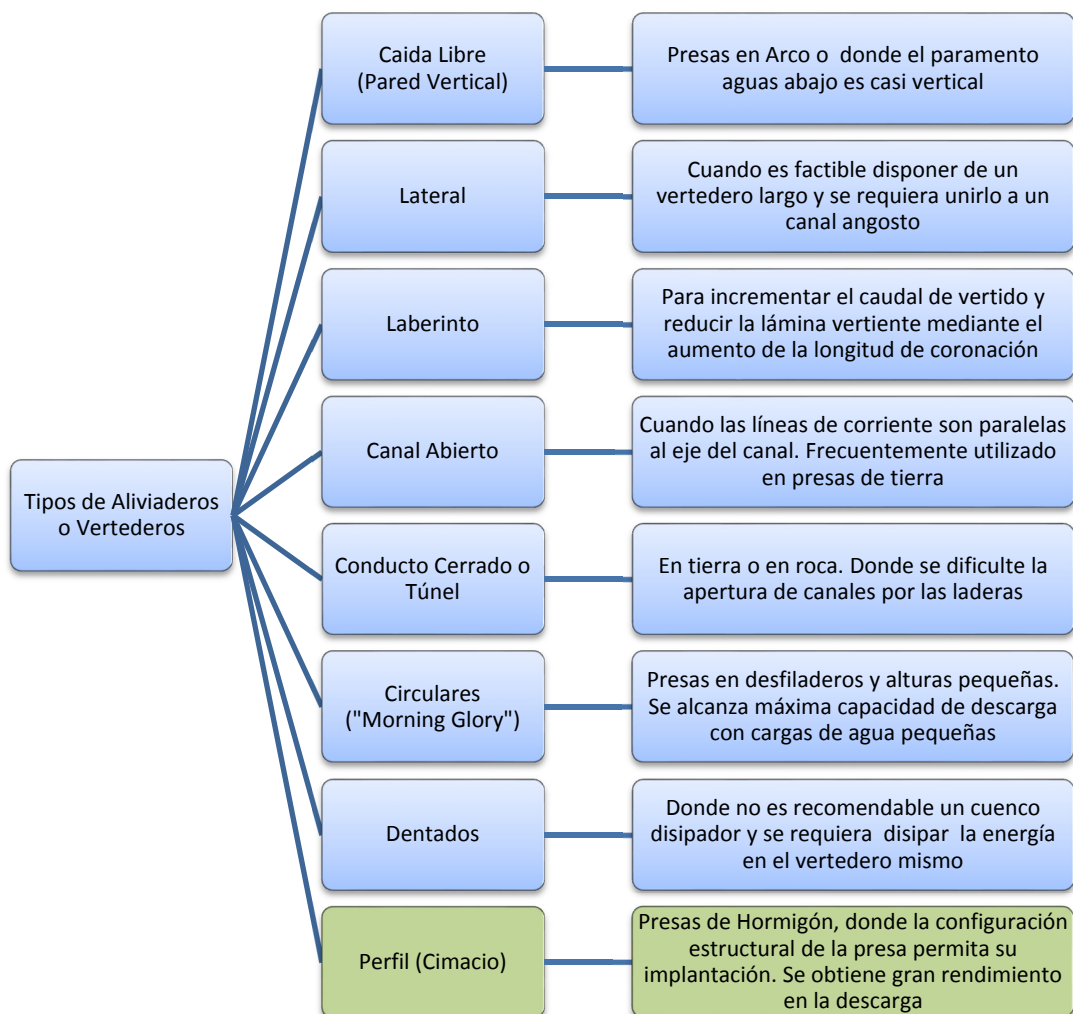 Tipos de Aliviaderos
o Vertederos
Caida Libre
(Pared Vertical)
Presas en Arco o donde el paramento
aguas abajo es casi vertical
Lateral
Cuando es factible disponer de un
vertedero largo y se requiera unirlo a un
canal angosto
Laberinto
Para incrementar el caudal de vertido y
reducir la lámina vertiente mediante el
aumento de la longitud de coronación
Canal Abierto
Cuando las líneas de corriente son paralelas
al eje del canal. Frecuentemente utilizado
en presas de tierra
Conducto Cerrado o
Túnel
En tierra o en roca. Donde se dificulte la
apertura de canales por las laderas
Circulares
("Morning Glory")
Presas en desfiladeros y alturas pequeñas.
Se alcanza máxima capacidad de descarga
con cargas de agua pequeñas
Dentados
Donde no es recomendable un cuenco
disipador y se requiera disipar la energía
en el vertedero mismo
Perfil (Cimacio)
Presas de Hormigón, donde la configuración
estructural de la presa permita su
implantación. Se obtiene gran rendimiento
en la descarga